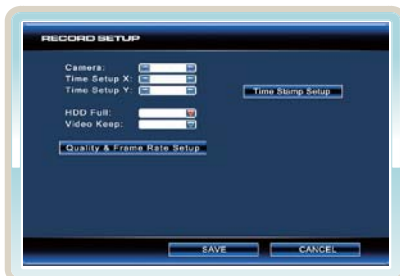 RECORD SETUP
Camera:
Time Setup X:
Time Setup Y:
Time Stamp Setup
HDD Full:
Video Keep:
Quality & Frame Rate Setup
SAVE CANCEL